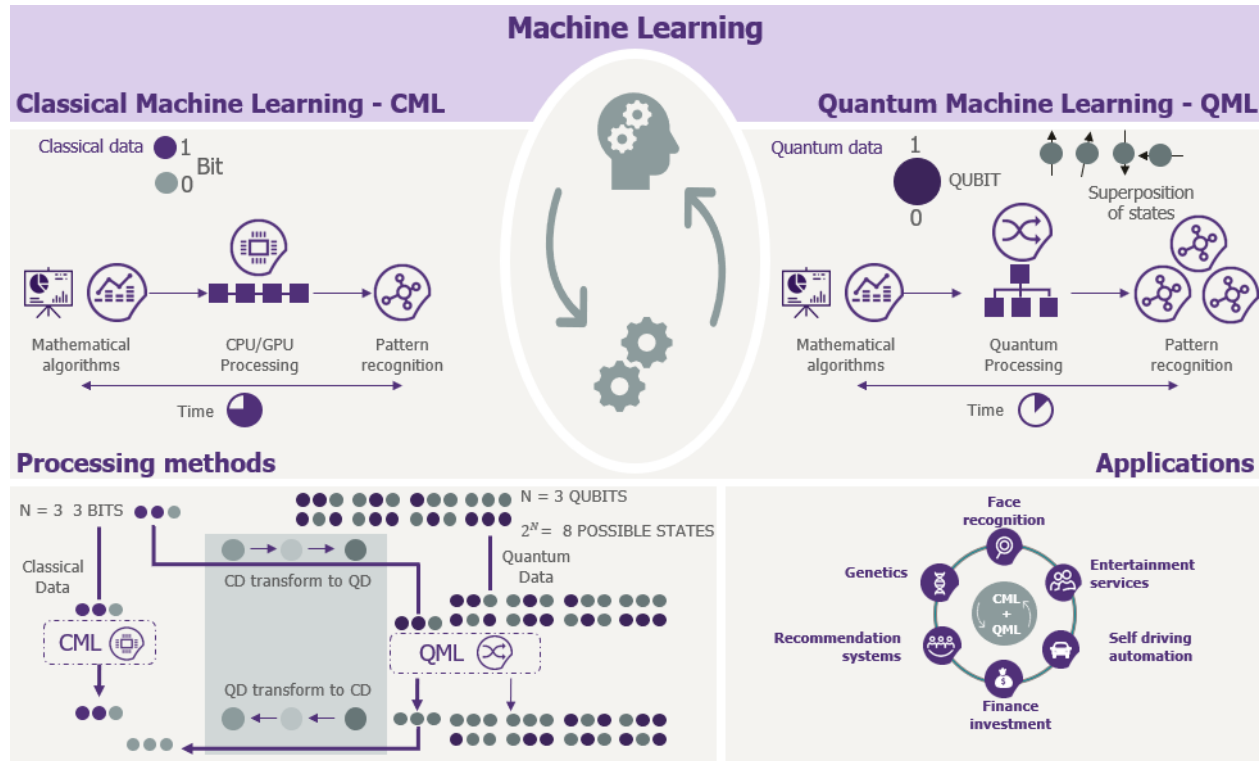 Machine Learning
Classical Machine Learning - CML
Quantum Machine Learning - QML
Classical data
1
Bit
0
Mathematical
algorithms
CPU/GPU
Processing
Pattern
recognition
Time
Quantum data
1
QUBIT
0
Superposition
of states
Mathematical
algorithms
Quantum
Processing
Pattern
recognition
Time
Processing methods
N = 3 3 BITS
Classical
Data
CML
CD transform to QD
QD transform to CD
N = 3 QUBITS
2^N = 8 POSSIBLE STATES
Quantum
Data
QML
Applications
Face
recognition
Entertainment
services
Self driving
automation
Finance
investment
Recommendation
systems
Genetics
CML
+
QML
$